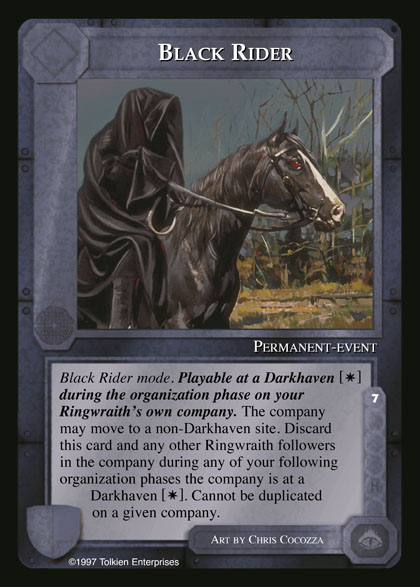 BLACK RIDER
PERMANENT-EVENT
Black Rider mode. Playable at a Darkhaven [✷]
during the organization phase on your
Ringwraith's own company. The company
may move to a non-Darkhaven site. Discard
this card and any other Ringwraith followers
in the company during any of your following
organization phases the company is at a
Darkhaven [✷]. Cannot be duplicated
on a given company.
7
H
ART BY CHRIS COCOZZA
©1997 Tolkien Enterprises